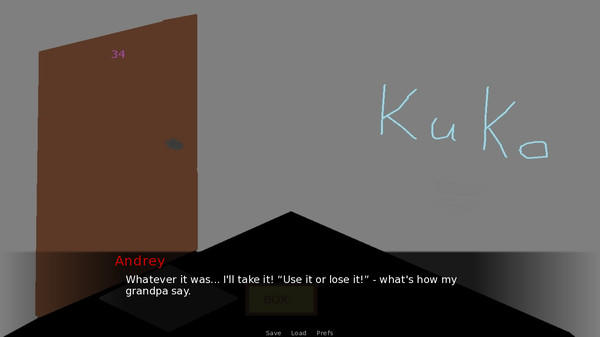 34
KuKo
Andrey
Whatever it was... I'll take it! “Use it or lose it!” - what's how my
grandpa say.
BOX
Save Load Prefs